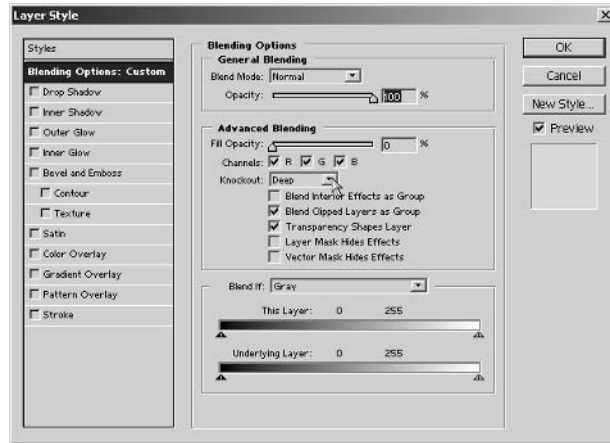 Layer Style
Styles
Blending Options: Custom
Drop Shadow
Inner Shadow
Outer Glow
Inner Glow
Bevel and Emboss
Contour
Texture
Satin
Color Overlay
Gradient Overlay
Pattern Overlay
Stroke
Blending Options
General Blending
Blend Mode: Normal
Opacity: 100 %
Advanced Blending
Fill Opacity: 0 %
Channels: R G B
Knockout: Deep
Blend Interior Effects as Group
Blend Clipped Layers as Group
Transparency Shapes Layer
Layer Mask Hides Effects
Vector Mask Hides Effects
Blend If: Gray
This Layer: 0 255
Underlying Layer: 0 255
OK
Cancel
New Style...
Preview